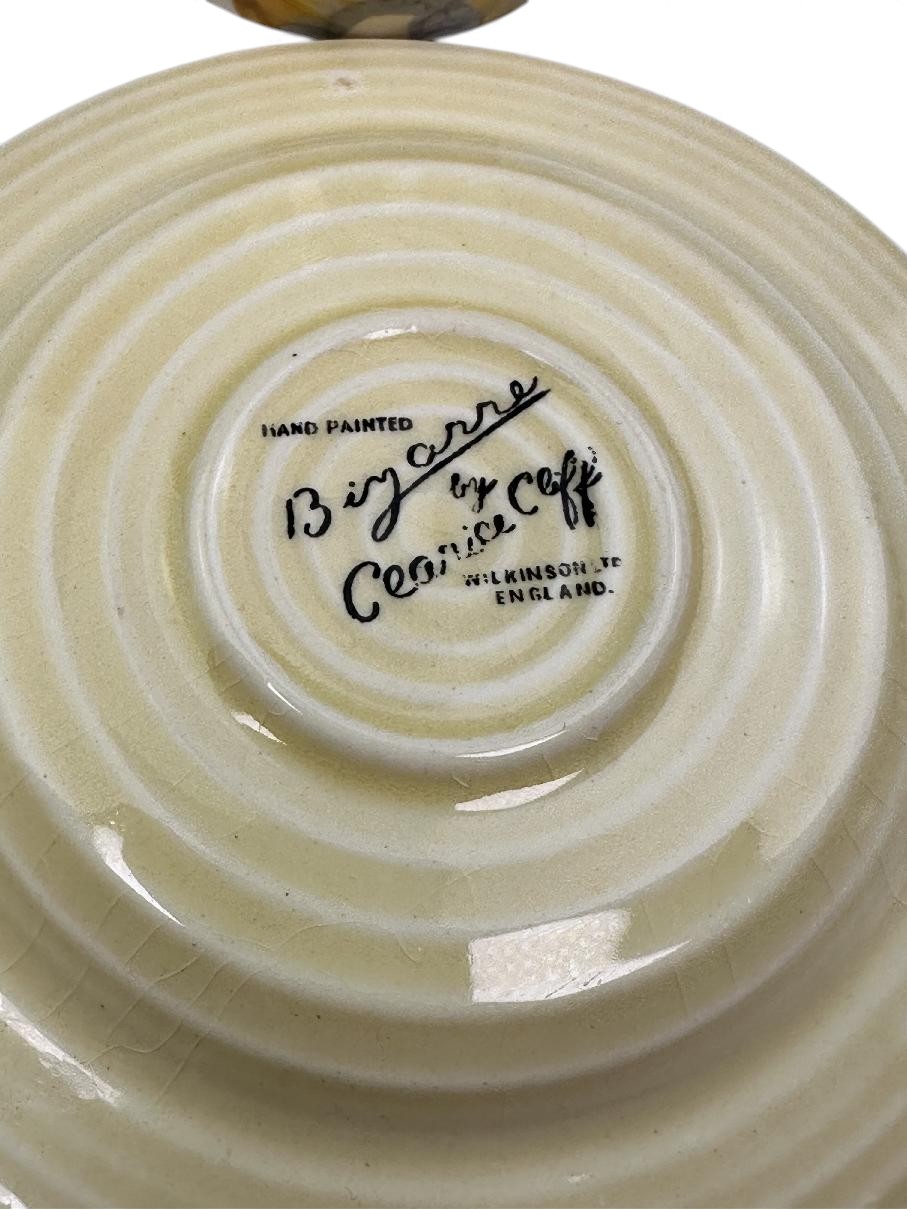 HAND PAINTED
Bizarre
by
Clarice Cliff
WILKINSON LTD
ENGLAND.